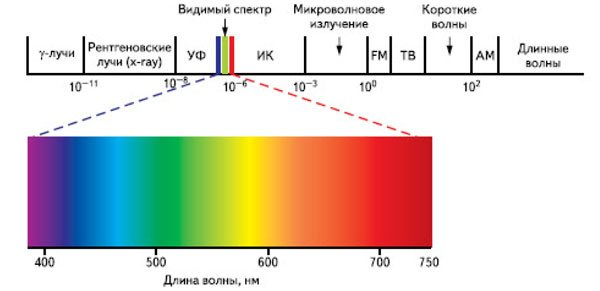 Видимый спектр
Микроволновое
излучение
Короткие
волны
γ-лучи
Рентгеновские
лучи (x-ray)
УФ
ИК
FM
ТВ
АМ
Длинные
волны
10⁻¹¹
10⁻⁸
10⁻⁶
10⁻³
10⁰
10²
400
500
600
700
750
Длина волны, нм